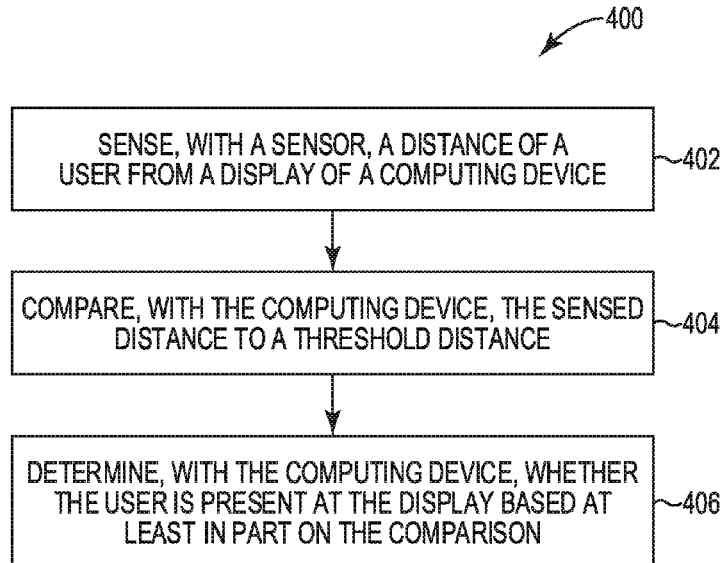 400
SENSE, WITH A SENSOR, A DISTANCE OF A
USER FROM A DISPLAY OF A COMPUTING DEVICE
402
COMPARE, WITH THE COMPUTING DEVICE, THE SENSED
DISTANCE TO A THRESHOLD DISTANCE
404
DETERMINE, WITH THE COMPUTING DEVICE, WHETHER
THE USER IS PRESENT AT THE DISPLAY BASED AT
LEAST IN PART ON THE COMPARISON
406